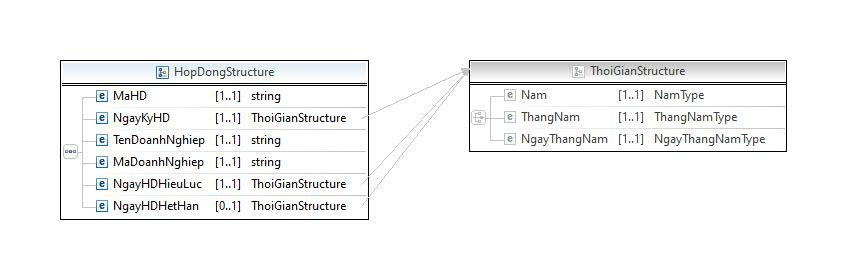 HopDongStructure
e MaHD [1..1] string
e NgayKyHD [1..1] ThoiGianStructure
e TenDoanhNghiep [1..1] string
e MaDoanhNghiep [1..1] string
e NgayHDHieuLuc [1..1] ThoiGianStructure
e NgayHDHetHan [0..1] ThoiGianStructure
ThoiGianStructure
e Nam [1..1] NamType
e ThangNam [1..1] ThangNamType
e NgayThangNam [1..1] NgayThangNamType